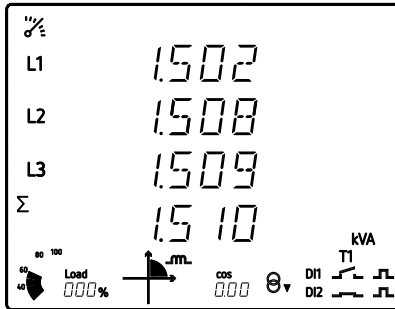 L1 1.502
L2 1.508
L3 1.509
Σ 1.510
kVA
80 100 T1
60 Load cos DI1
40 000% 0.00 DI2